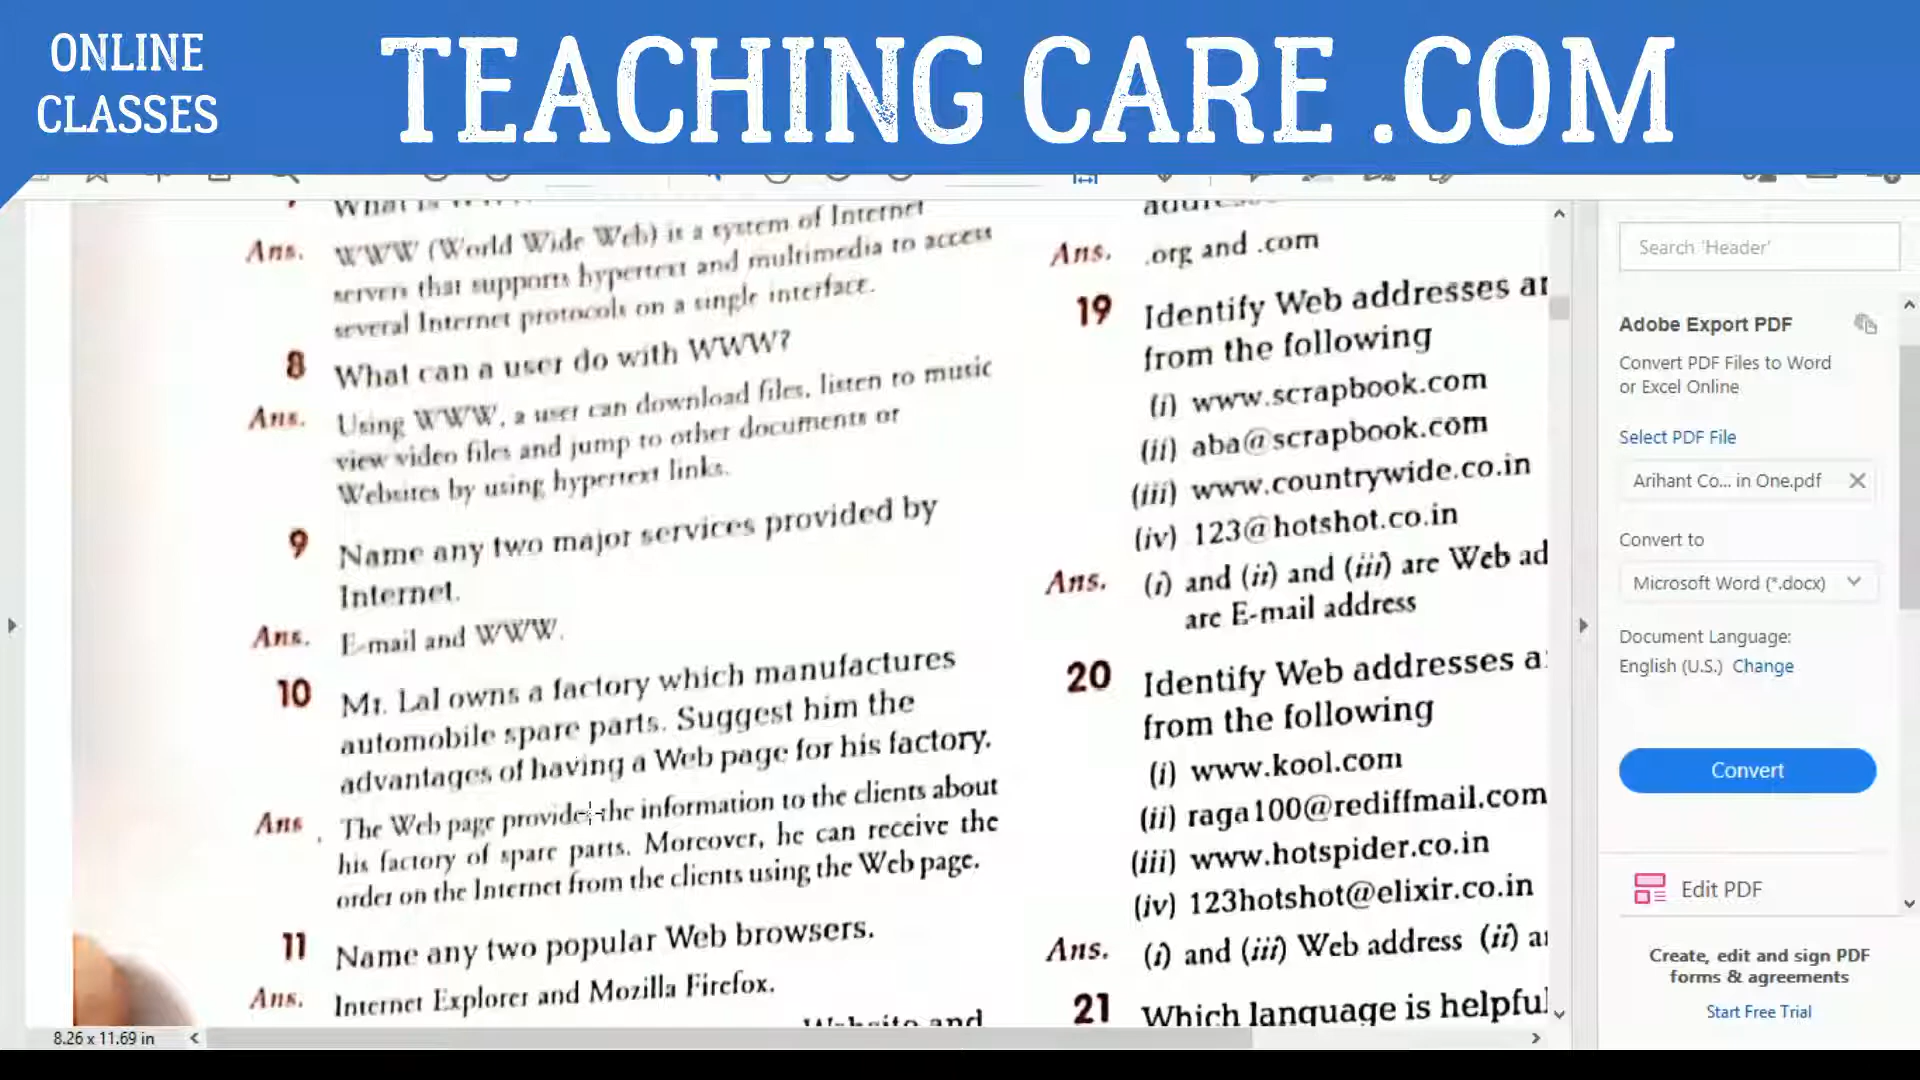 ONLINE
CLASSES
TEACHING CARE .COM
What is
Ans. WWW (World Wide Web) is a system of Internet
servers that supports hypertext and multimedia to access
several Internet protocols on a single interface.
8 What can a user do with WWW?
Ans. Using WWW, a user can download files, listen to music
view video files and jump to other documents or
Websites by using hypertext links.
9 Name any two major services provided by
Internet.
Ans. E-mail and WWW.
10 Mr. Lal owns a factory which manufactures
automobile spare parts. Suggest him the
advantages of having a Web page for his factory.
Ans. The Web page provides the information to the clients about
his factory of spare parts. Moreover, he can receive the
order on the Internet from the clients using the Web page.
11 Name any two popular Web browsers.
Ans. Internet Explorer and Mozilla Firefox.
Website and
Ans. .org and .com
19 Identify Web addresses
from the following
(i) www.scrapbook.com
(ii) aba@scrapbook.com
(iii) www.countrywide.co.in
(iv) 123@hotshot.co.in
Ans. (i) and (ii) and (iii) are Web ad
are E-mail address
20 Identify Web addresses
from the following
(i) www.kool.com
(ii) raga100@rediffmail.com
(iii) www.hotspider.co.in
(iv) 123hotshot@elixir.co.in
Ans. (i) and (iii) Web address (ii)
21 Which language is helpful
8.26 x 11.69 in
Search 'Header'
Adobe Export PDF
Convert PDF Files to Word
or Excel Online
Select PDF File
Arihant Co... in One.pdf
Convert to
Microsoft Word (*.docx)
Document Language:
English (U.S.) Change
Convert
Edit PDF
Create, edit and sign PDF
forms & agreements
Start Free Trial